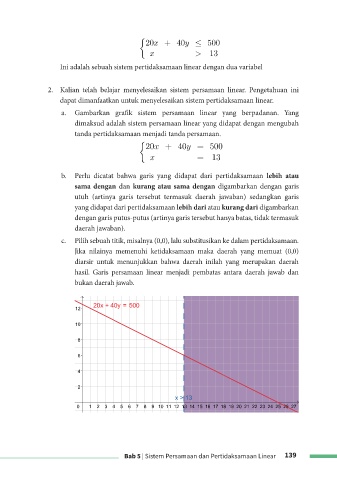 20x + 40y ≤ 500
x > 13
Ini adalah sebuah sistem pertidaksamaan linear dengan dua variabel
2. Kalian telah belajar menyelesaikan sistem persamaan linear. Pengetahuan ini
dapat dimanfaatkan untuk menyelesaikan sistem pertidaksamaan linear.
a. Gambarkan grafik sistem persamaan linear yang berpadanan. Yang
dimaksud adalah sistem persamaan linear yang didapat dengan mengubah
tanda pertidaksamaan menjadi tanda persamaan.
20x + 40y = 500
x = 13
b. Perlu dicatat bahwa garis yang didapat dari pertidaksamaan lebih atau
sama dengan dan kurang atau sama dengan digambarkan dengan garis
utuh (artinya garis tersebut termasuk daerah jawaban) sedangkan garis
yang didapat dari pertidaksamaan lebih dari atau kurang dari digambarkan
dengan garis putus-putus (artinya garis tersebut hanya batas, tidak termasuk
daerah jawaban).
c. Pilih sebuah titik, misalnya (0,0), lalu substitusikan ke dalam pertidaksamaan.
Jika nilainya memenuhi ketidaksamaan maka daerah yang memuat (0,0)
diarsir untuk menunjukkan bahwa daerah inilah yang merupakan daerah
hasil. Garis persamaan linear menjadi pembatas antara daerah jawab dan
bukan daerah jawab.
20x + 40y = 500
12
10
8
6
4
2
x > 13
0 1 2 3 4 5 6 7 8 9 10 11 12 13 14 15 16 17 18 19 20 21 22 23 24 25 26 27
Bab 5 | Sistem Persamaan dan Pertidaksamaan Linear 139